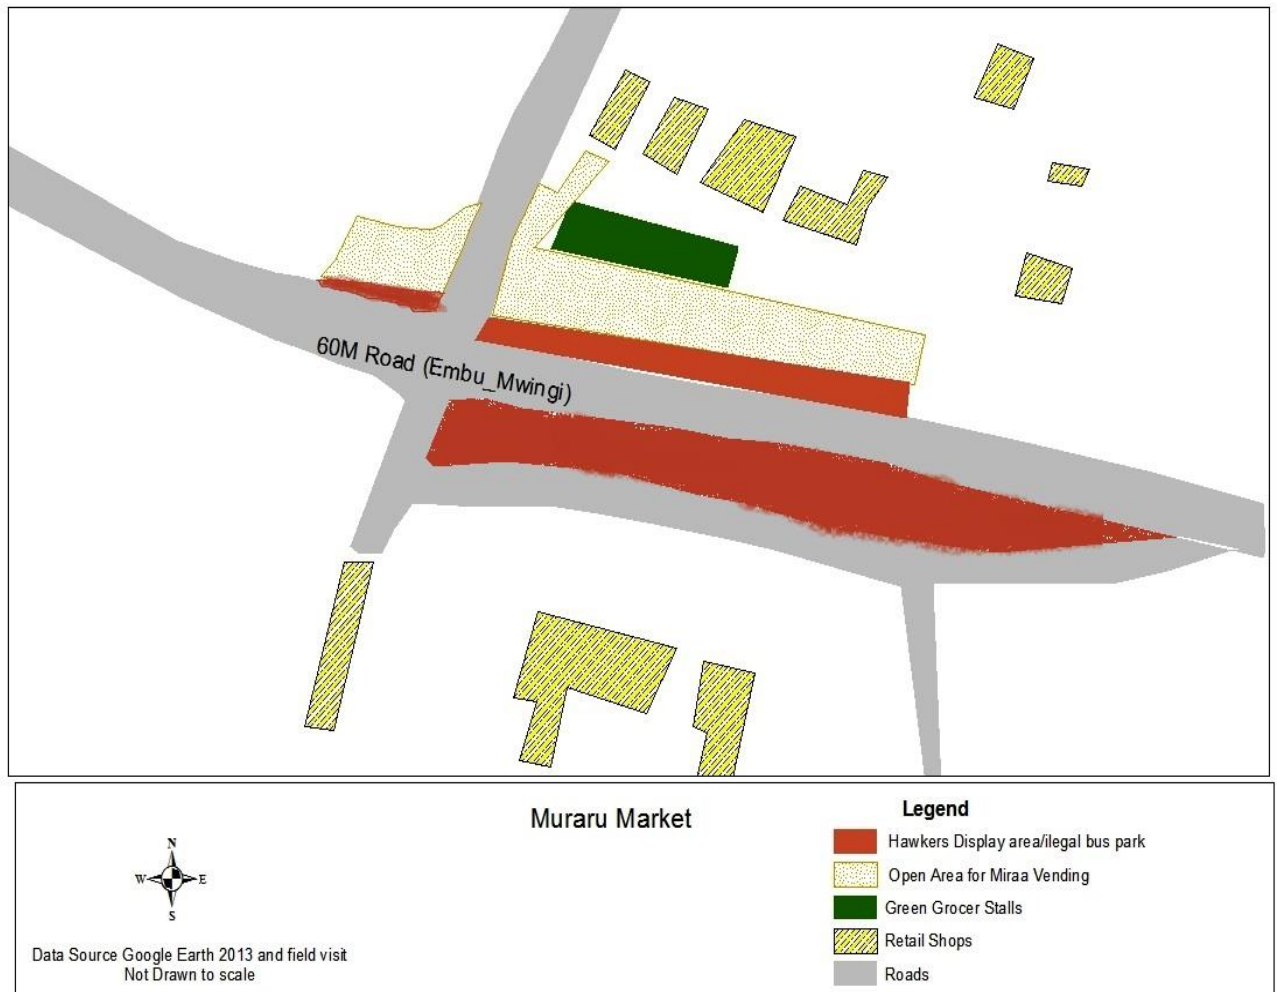 60M Road (Embu_Mwingi)
Muraru Market
N
W E
S
Data Source Google Earth 2013 and field visit
Not Drawn to scale
Legend
Hawkers Display area/ilegal bus park
Open Area for Miraa Vending
Green Grocer Stalls
Retail Shops
Roads